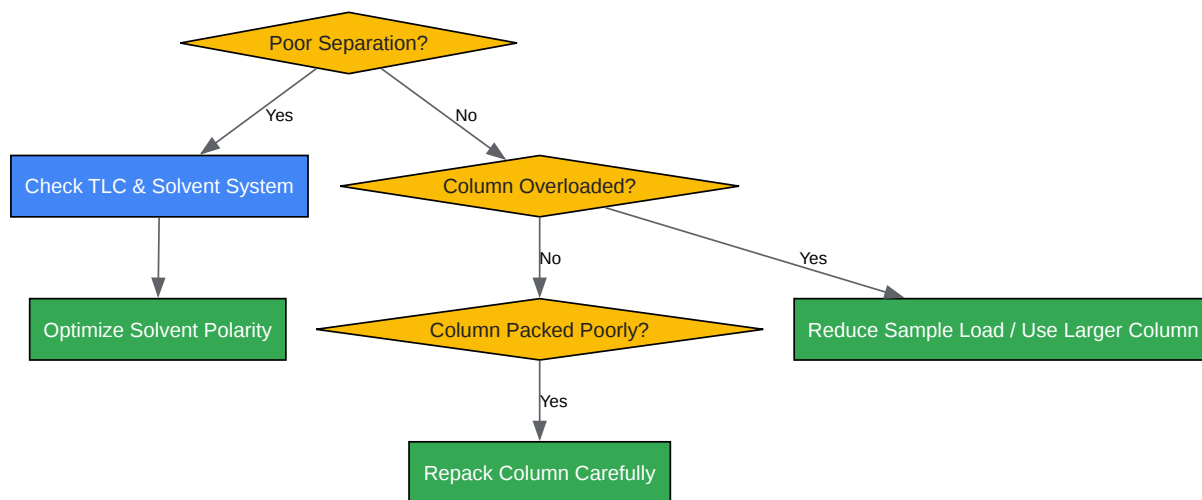 Poor Separation?
Yes
No
Check TLC & Solvent System
Column Overloaded?
No
Yes
Optimize Solvent Polarity
Column Packed Poorly?
Reduce Sample Load / Use Larger Column
Yes
Repack Column Carefully